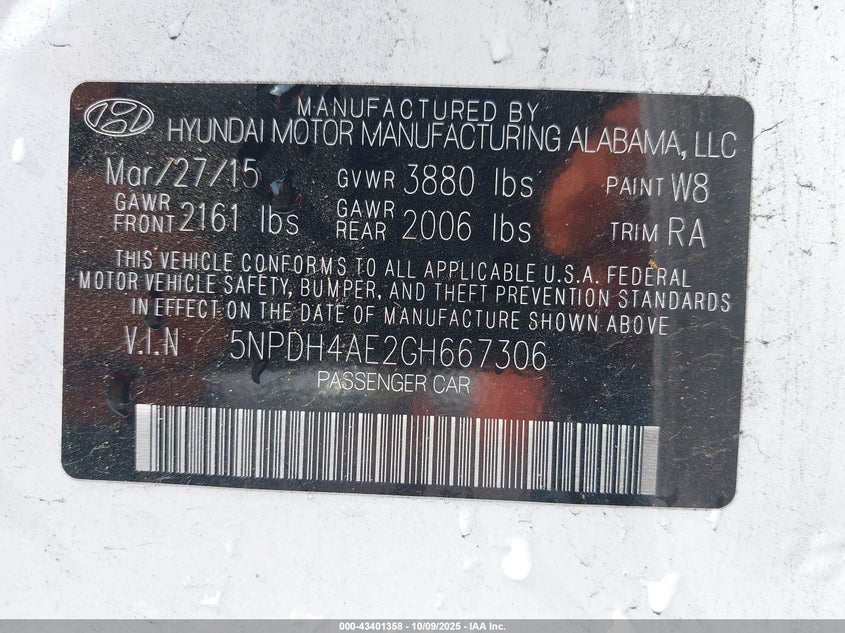 MANUFACTURED BY
HYUNDAI MOTOR MANUFACTURING ALABAMA, LLC
Mar/27/15 GVWR 3880 lbs PAINT W8
GAWR FRONT 2161 lbs GAWR REAR 2006 lbs TRIM RA
THIS VEHICLE CONFORMS TO ALL APPLICABLE U.S.A. FEDERAL
MOTOR VEHICLE SAFETY, BUMPER, AND THEFT PREVENTION STANDARDS
IN EFFECT ON THE DATE OF MANUFACTURE SHOWN ABOVE
V.I.N 5NPDH4AE2GH667306
PASSENGER CAR
000-43401358 - 10/09/2025 - IAA Inc.